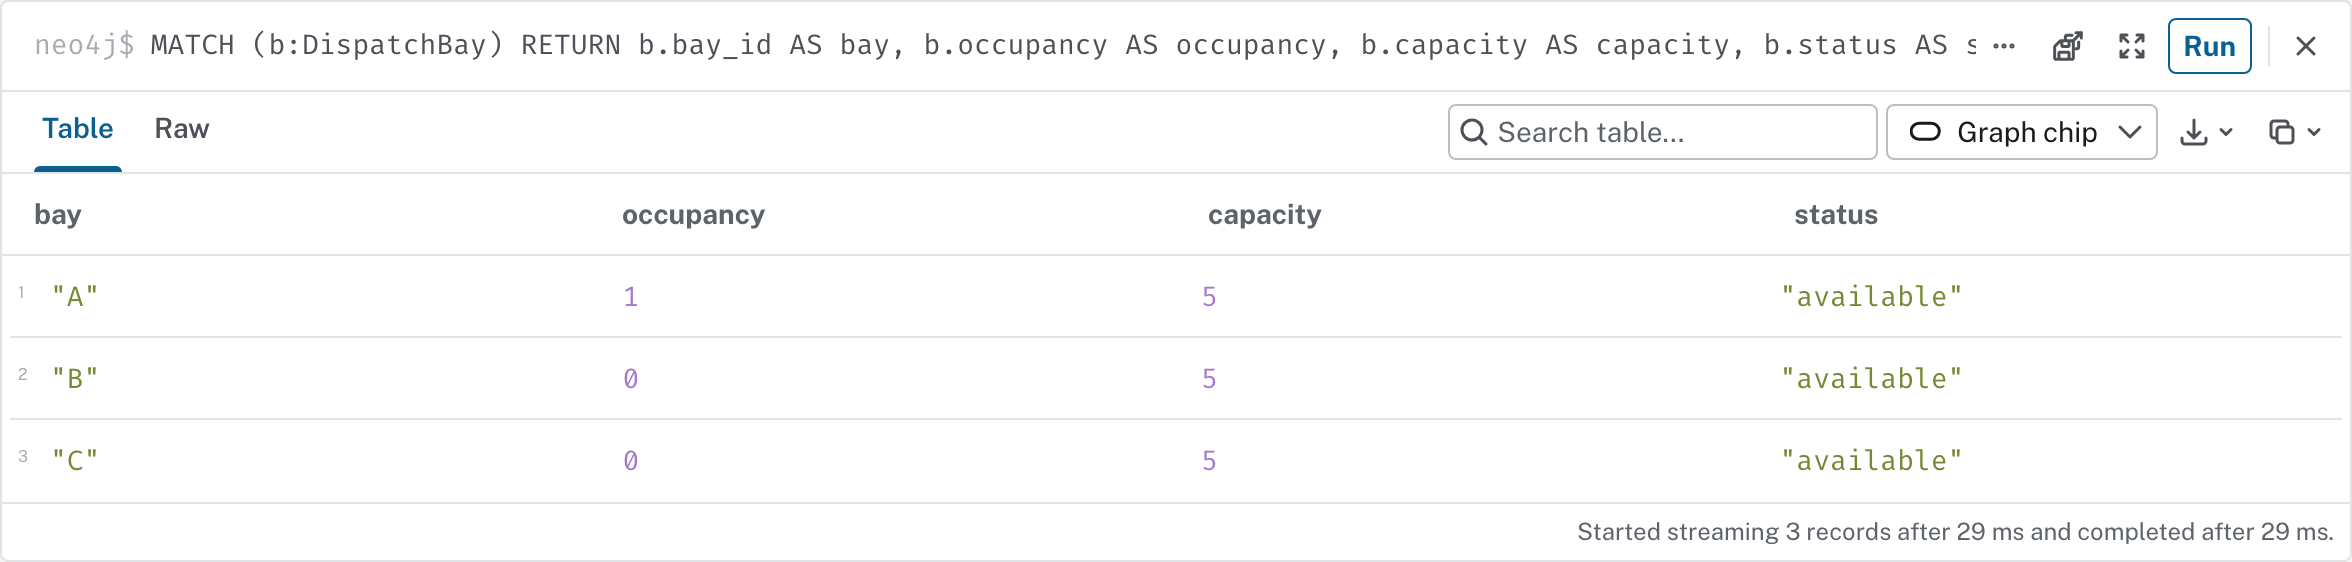 neo4j$ MATCH (b:DispatchBay) RETURN b.bay_id AS bay, b.occupancy AS occupancy, b.capacity AS capacity, b.status AS s ··· Run
Table Raw Search table... Graph chip
bay occupancy capacity status
1 "A" 1 5 "available"
2 "B" 0 5 "available"
3 "C" 0 5 "available"
Started streaming 3 records after 29 ms and completed after 29 ms.